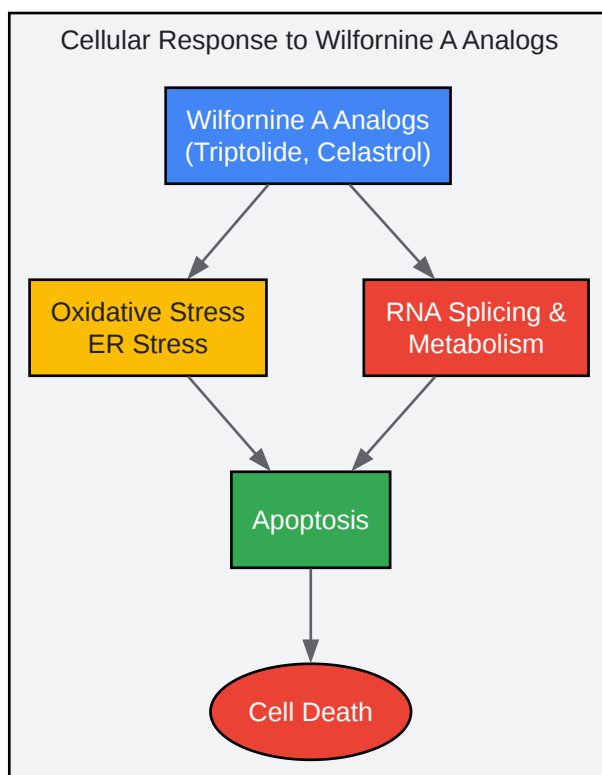 Cellular Response to Wilfornine A Analogs
Wilfornine A Analogs
(Triptolide, Celastrol)
Oxidative Stress
ER Stress
RNA Splicing &
Metabolism
Apoptosis
Cell Death